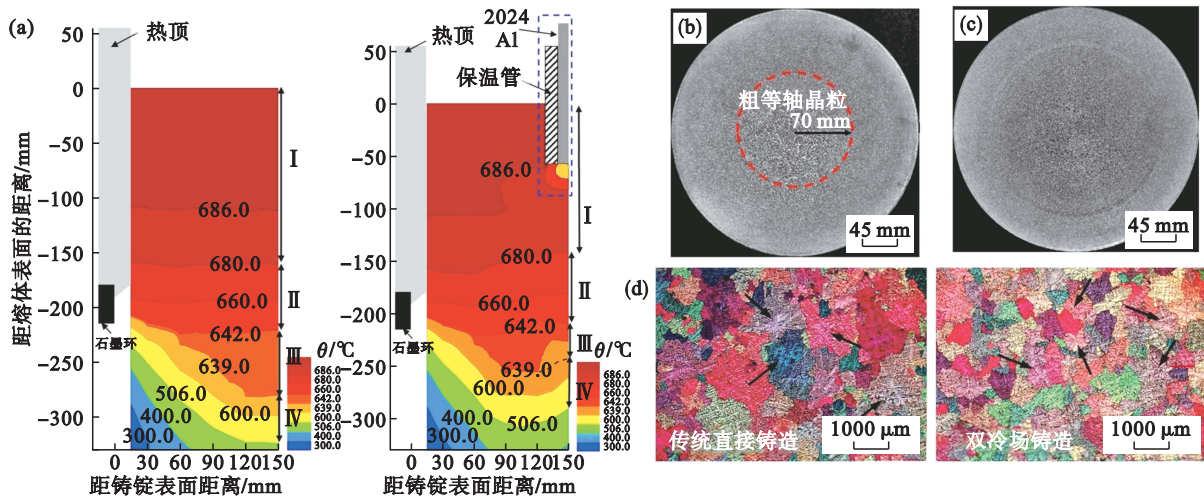 (a)
50
0
−50
−100
−150
−200
−250
−300
距熔体表面的距离/mm
热顶
石墨环
686.0
680.0
660.0
642.0
639.0
506.0
600.0
400.0
300.0
Ⅰ
Ⅱ
Ⅲ
Ⅳ
θ/℃
686.0
680.0
660.0
642.0
639.0
600.0
506.0
400.0
300.0
0 30 60 90 120 150
距铸锭表面距离/mm
50
0
−50
−100
−150
−200
−250
−300
热顶
2024
Al
保温管
石墨环
686.0
680.0
660.0
642.0
639.0
600.0
400.0
506.0
300.0
Ⅰ
Ⅱ
Ⅲ
Ⅳ
θ/℃
686.0
680.0
660.0
642.0
639.0
600.0
506.0
400.0
300.0
0 30 60 90 120 150
距铸锭表面距离/mm
(b)
粗等轴晶粒
70 mm
45 mm
(c)
45 mm
(d)
传统直接铸造
1000 μm
双冷场铸造
1000 μm